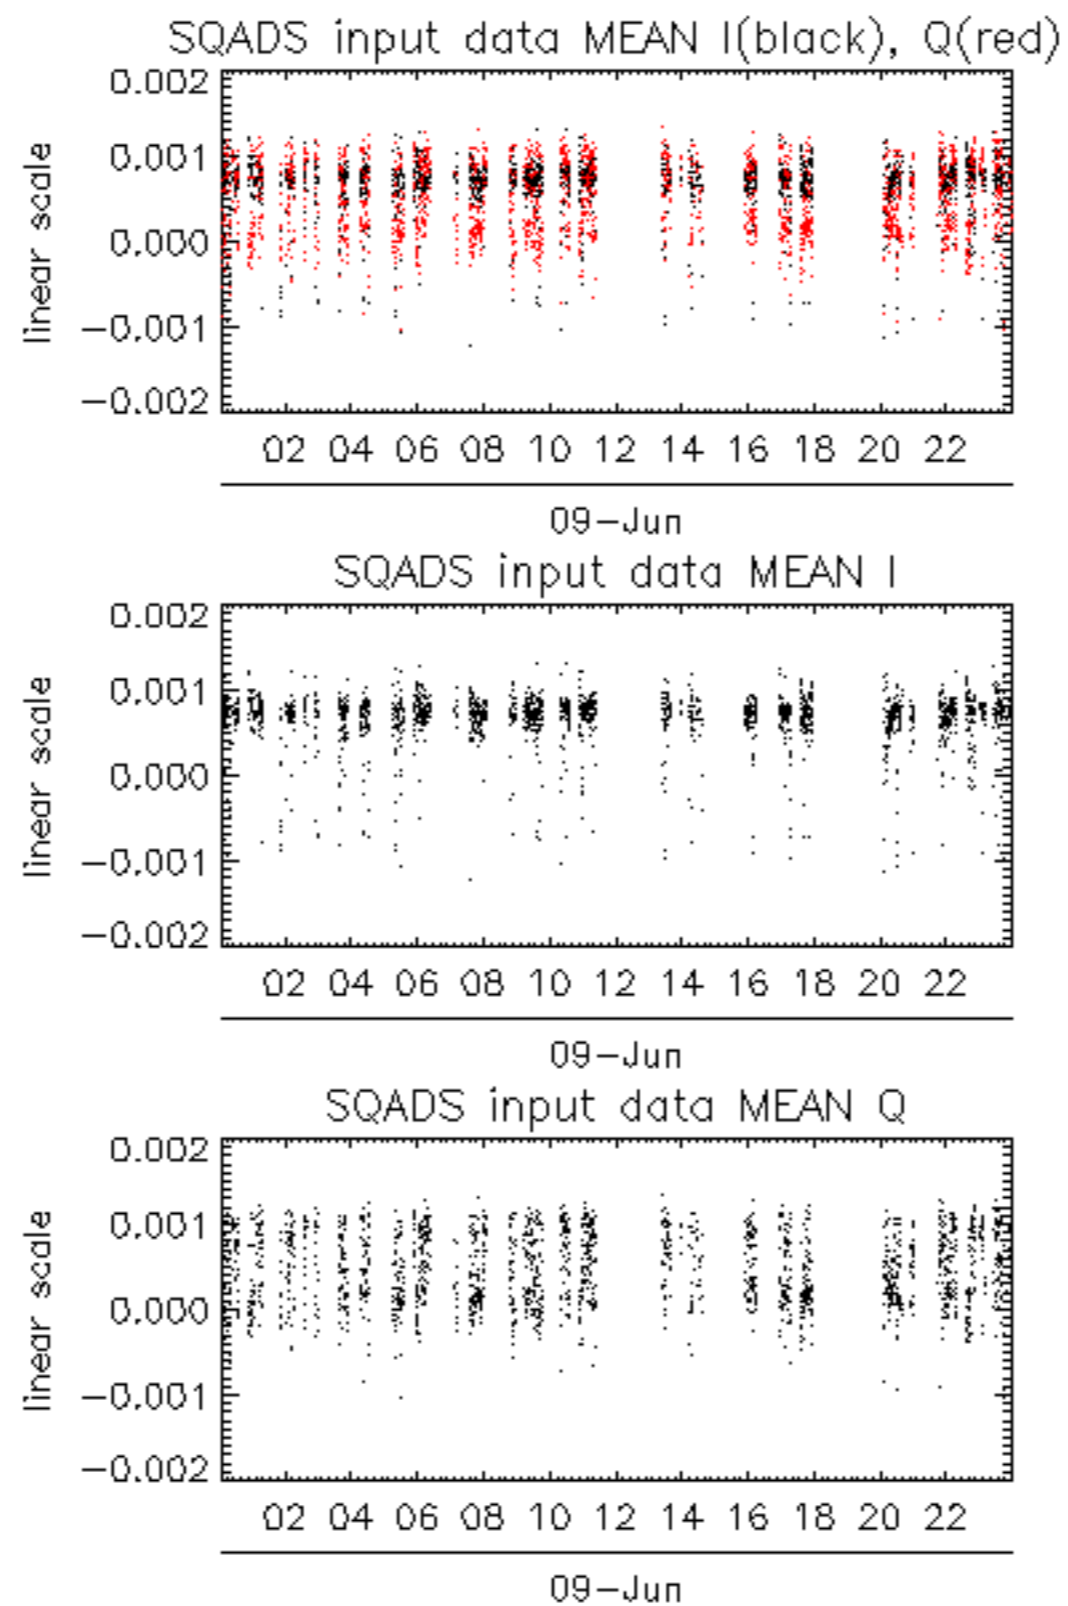 SQADS input data MEAN I(black), Q(red)
0.002
0.001
0.000
−0.001
−0.002
linear scale
02 04 06 08 10 12 14 16 18 20 22
09−Jun
SQADS input data MEAN I
0.002
0.001
0.000
−0.001
−0.002
linear scale
02 04 06 08 10 12 14 16 18 20 22
09−Jun
SQADS input data MEAN Q
0.002
0.001
0.000
−0.001
−0.002
linear scale
02 04 06 08 10 12 14 16 18 20 22
09−Jun